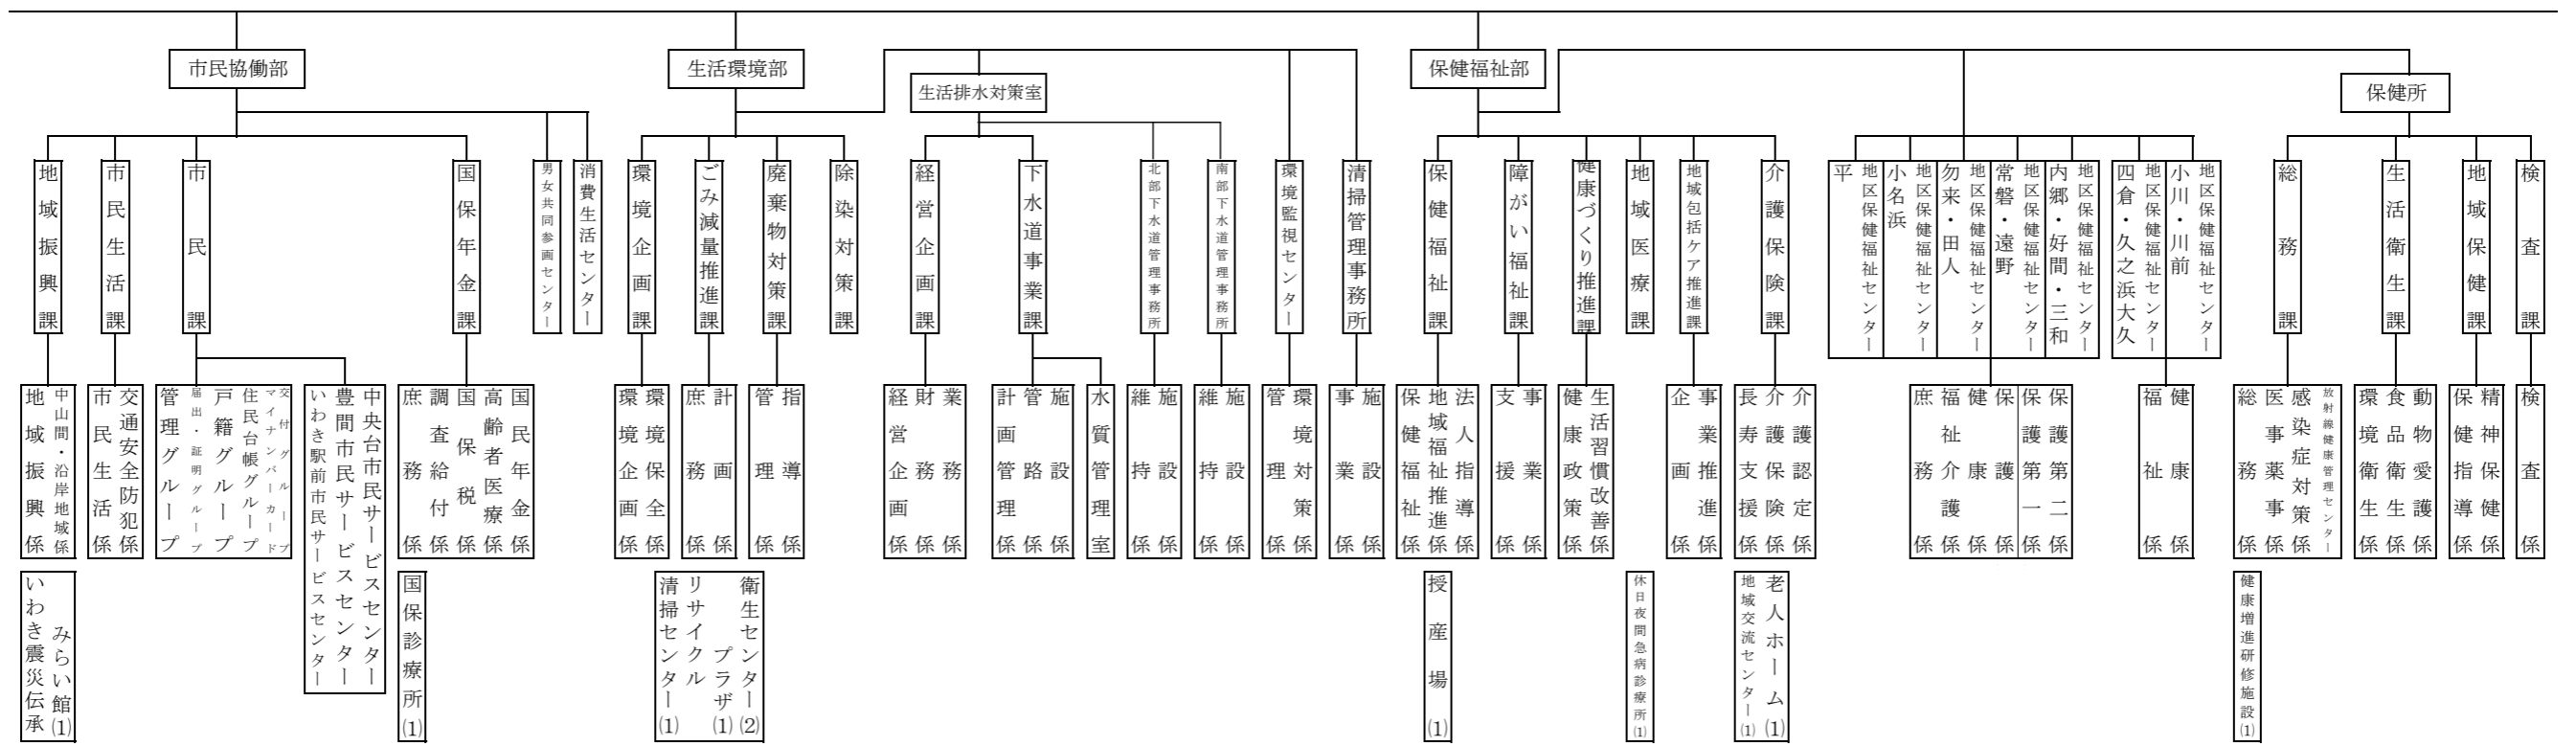 市民協働部
生活環境部
保健福祉部
生活排水対策室
保健所
地域振興課
市民生活課
市民課
国保年金課
男女共同参画センター
消費生活センター
環境企画課
ごみ減量推進課
廃棄物対策課
除染対策課
経営企画課
下水道事業課
北部下水道管理事務所
南部下水道管理事務所
環境監視センター
清掃管理事務所
保健福祉課
障がい福祉課
健康づくり推進課
地域医療課
地域包括ケア推進課
介護保険課
平地区保健福祉センター
小名浜地区保健福祉センター
勿来・田人地区保健福祉センター
常磐・遠野地区保健福祉センター
内郷・好間・三和地区保健福祉センター
四倉・久之浜大久地区保健福祉センター
小川・川前地区保健福祉センター
総務課
生活衛生課
地域保健課
検査課
地域振興係
中山間・沿岸地域係
市民生活係
交通安全防犯係
管理グループ
届出・証明グループ
戸籍グループ
住民台帳グループ
マイナンバーカード
交付グループ
いわき駅前市民サービスセンター
豊間市民サービスセンター
中央台市民サービスセンター
庶務係
調査給付係
国保税係
高齢者医療係
国民年金係
環境企画係
環境保全係
庶務係
計画係
管理係
指導係
経営企画係
財務係
業務係
計画管理係
管路係
施設係
水質管理室
維持係
施設係
維持係
施設係
管理係
環境対策係
事業係
施設係
保健福祉係
地域福祉推進係
法人指導係
支援係
事業係
健康政策係
生活習慣改善係
企画係
事業推進係
長寿支援係
介護保険係
介護認定係
庶務係
福祉介護係
健康係
保護係
保護第一係
保護第二係
福祉係
健康係
総務係
医事薬事係
感染症対策係
放射線健康管理センター
環境衛生係
食品衛生係
動物愛護係
保健指導係
精神保健係
検査係
いわき震災伝承
みらい館(1)
国保診療所(1)
清掃センター(1)
リサイクル
プラザ(1)
衛生センター(2)
授産場(1)
休日夜間急病診療所(1)
地域交流センター(1)
老人ホーム(1)
健康増進研修施設(1)